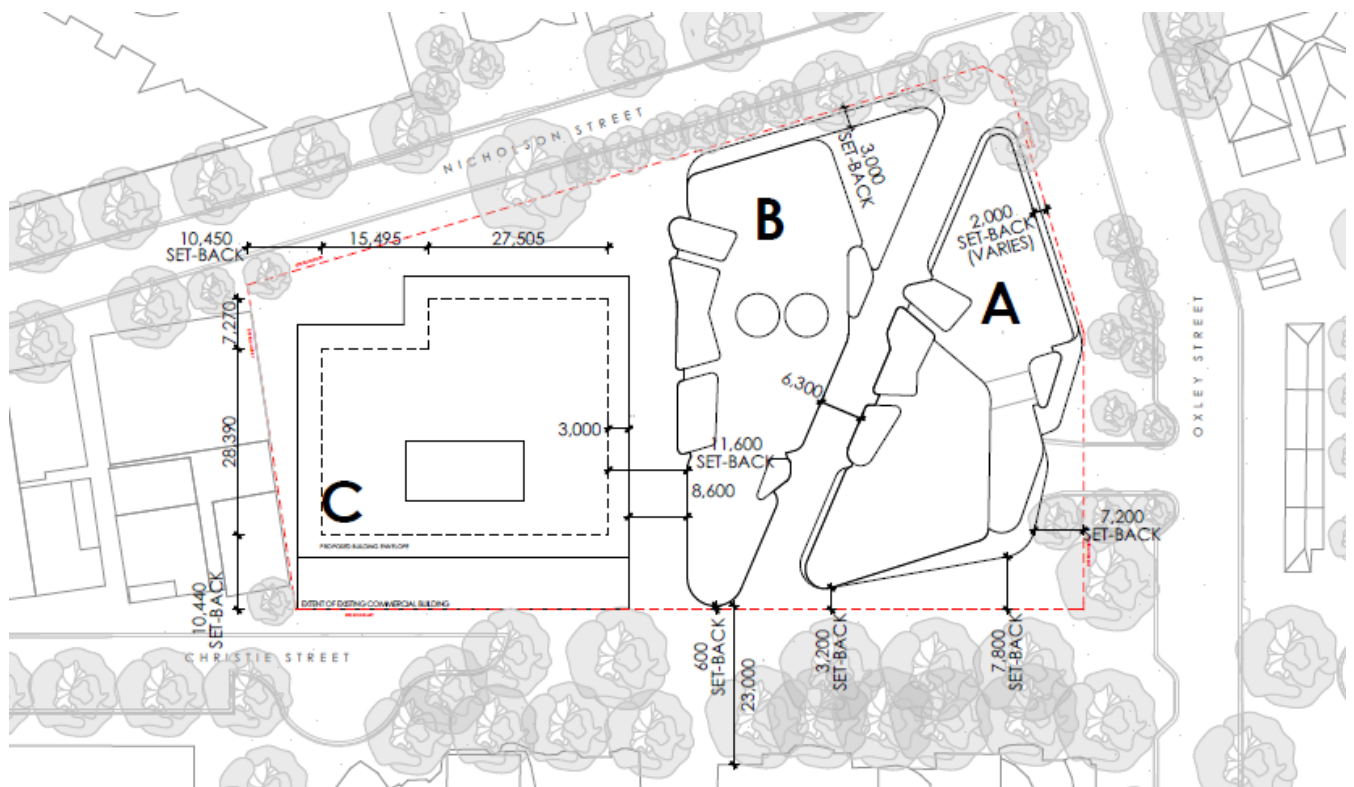 NICHOLSON STREET
3,000
SET-BACK
B
2,000
SET-BACK
(VARIES)
A
10,450
SET-BACK
15,495
27,505
7,270
28,390
10,440
SET-BACK
3,000
11,600
SET-BACK
8,600
6,300
C
PROPOSED BUILDING ENVELOPE
EXTENT OF EXISTING COMMERCIAL BUILDING
OXLEY STREET
7,200
SET-BACK
CHRISTIE STREET
600
SET-BACK
23,000
3,200
SET-BACK
7,800
SET-BACK